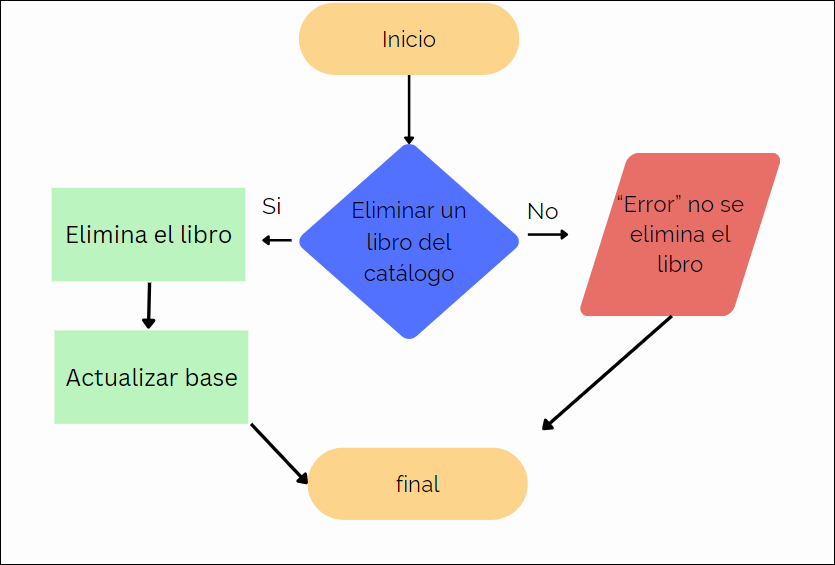 Inicio
Si
Eliminar un
libro del
catálogo
No
“Error” no se
elimina el
libro
Elimina el libro
Actualizar base
final